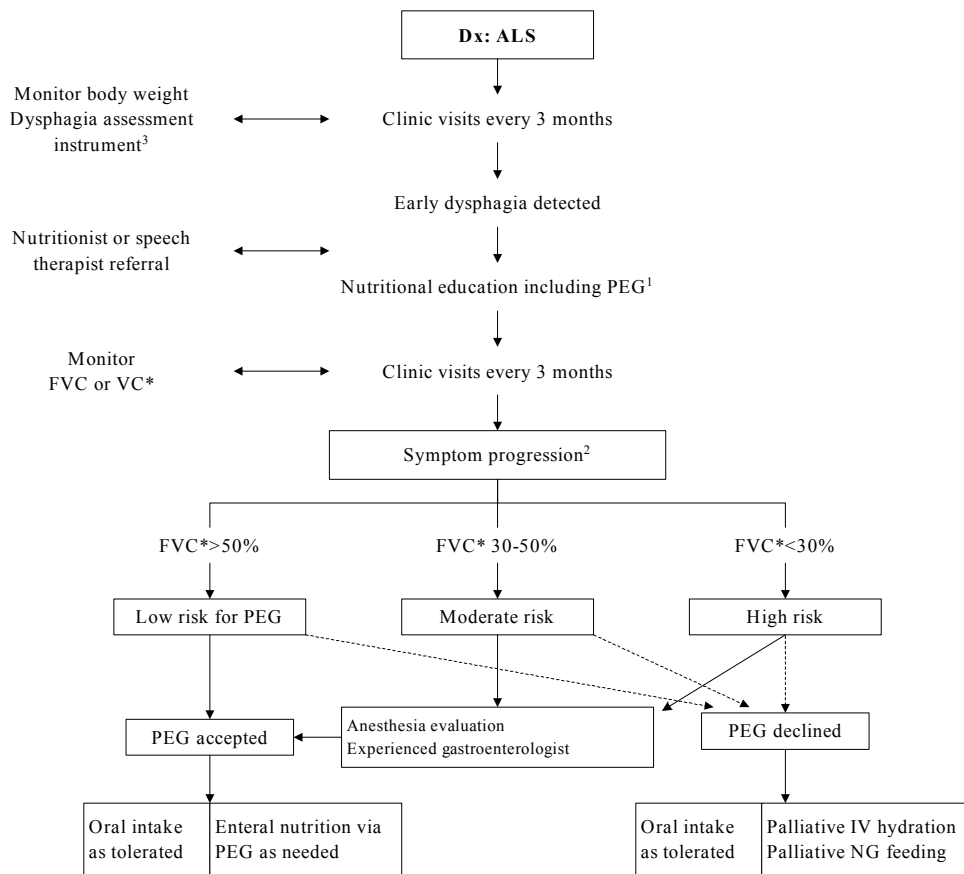 Dx: ALS
Monitor body weight
Dysphagia assessment
instrument³
Clinic visits every 3 months
Early dysphagia detected
Nutritionist or speech
therapist referral
Nutritional education including PEG¹
Monitor
FVC or VC*
Clinic visits every 3 months
Symptom progression²
FVC*>50%
FVC* 30-50%
FVC*<30%
Low risk for PEG
Moderate risk
High risk
PEG accepted
Anesthesia evaluation
Experienced gastroenterologist
PEG declined
Oral intake
as tolerated
Enteral nutrition via
PEG as needed
Oral intake
as tolerated
Palliative IV hydration
Palliative NG feeding